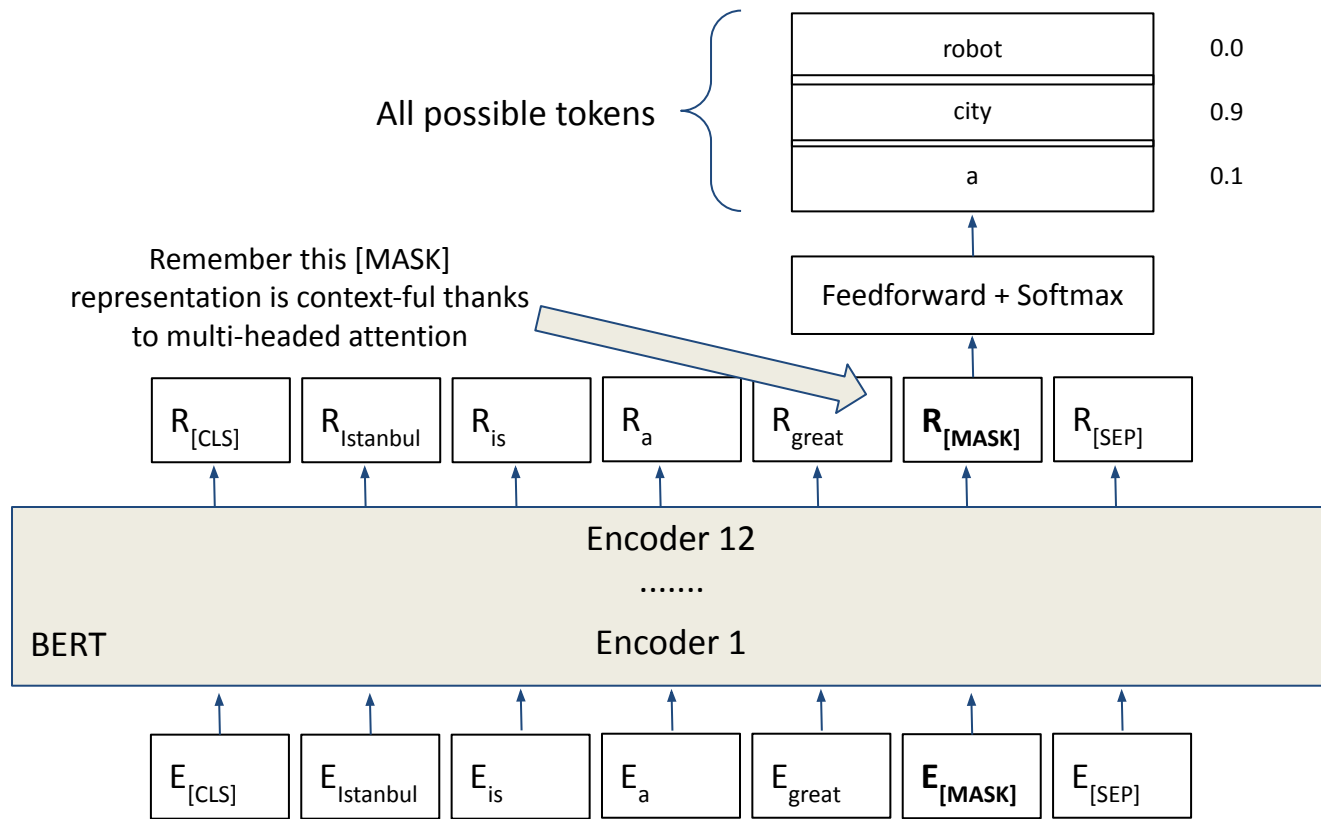 robot 0.0
All possible tokens
city 0.9
a 0.1
Remember this [MASK]
representation is context-ful thanks
to multi-headed attention
Feedforward + Softmax
R[CLS] RIstanbul Ris Ra Rgreat R[MASK] R[SEP]
Encoder 12
.......
BERT Encoder 1
E[CLS] EIstanbul Eis Ea Egreat E[MASK] E[SEP]